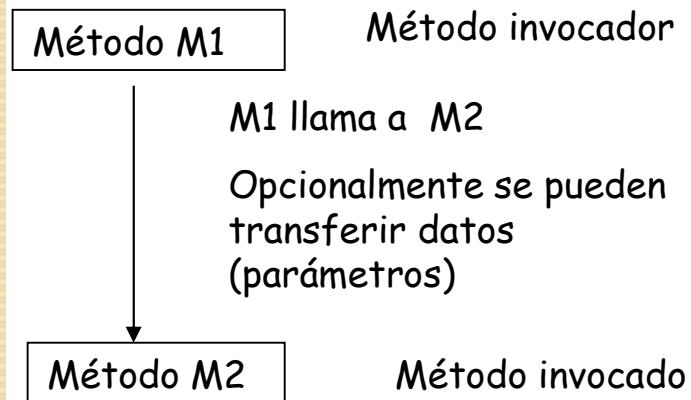 Método M1
Método invocador
M1 llama a M2
Opcionalmente se pueden
transferir datos
(parámetros)
Método M2
Método invocado